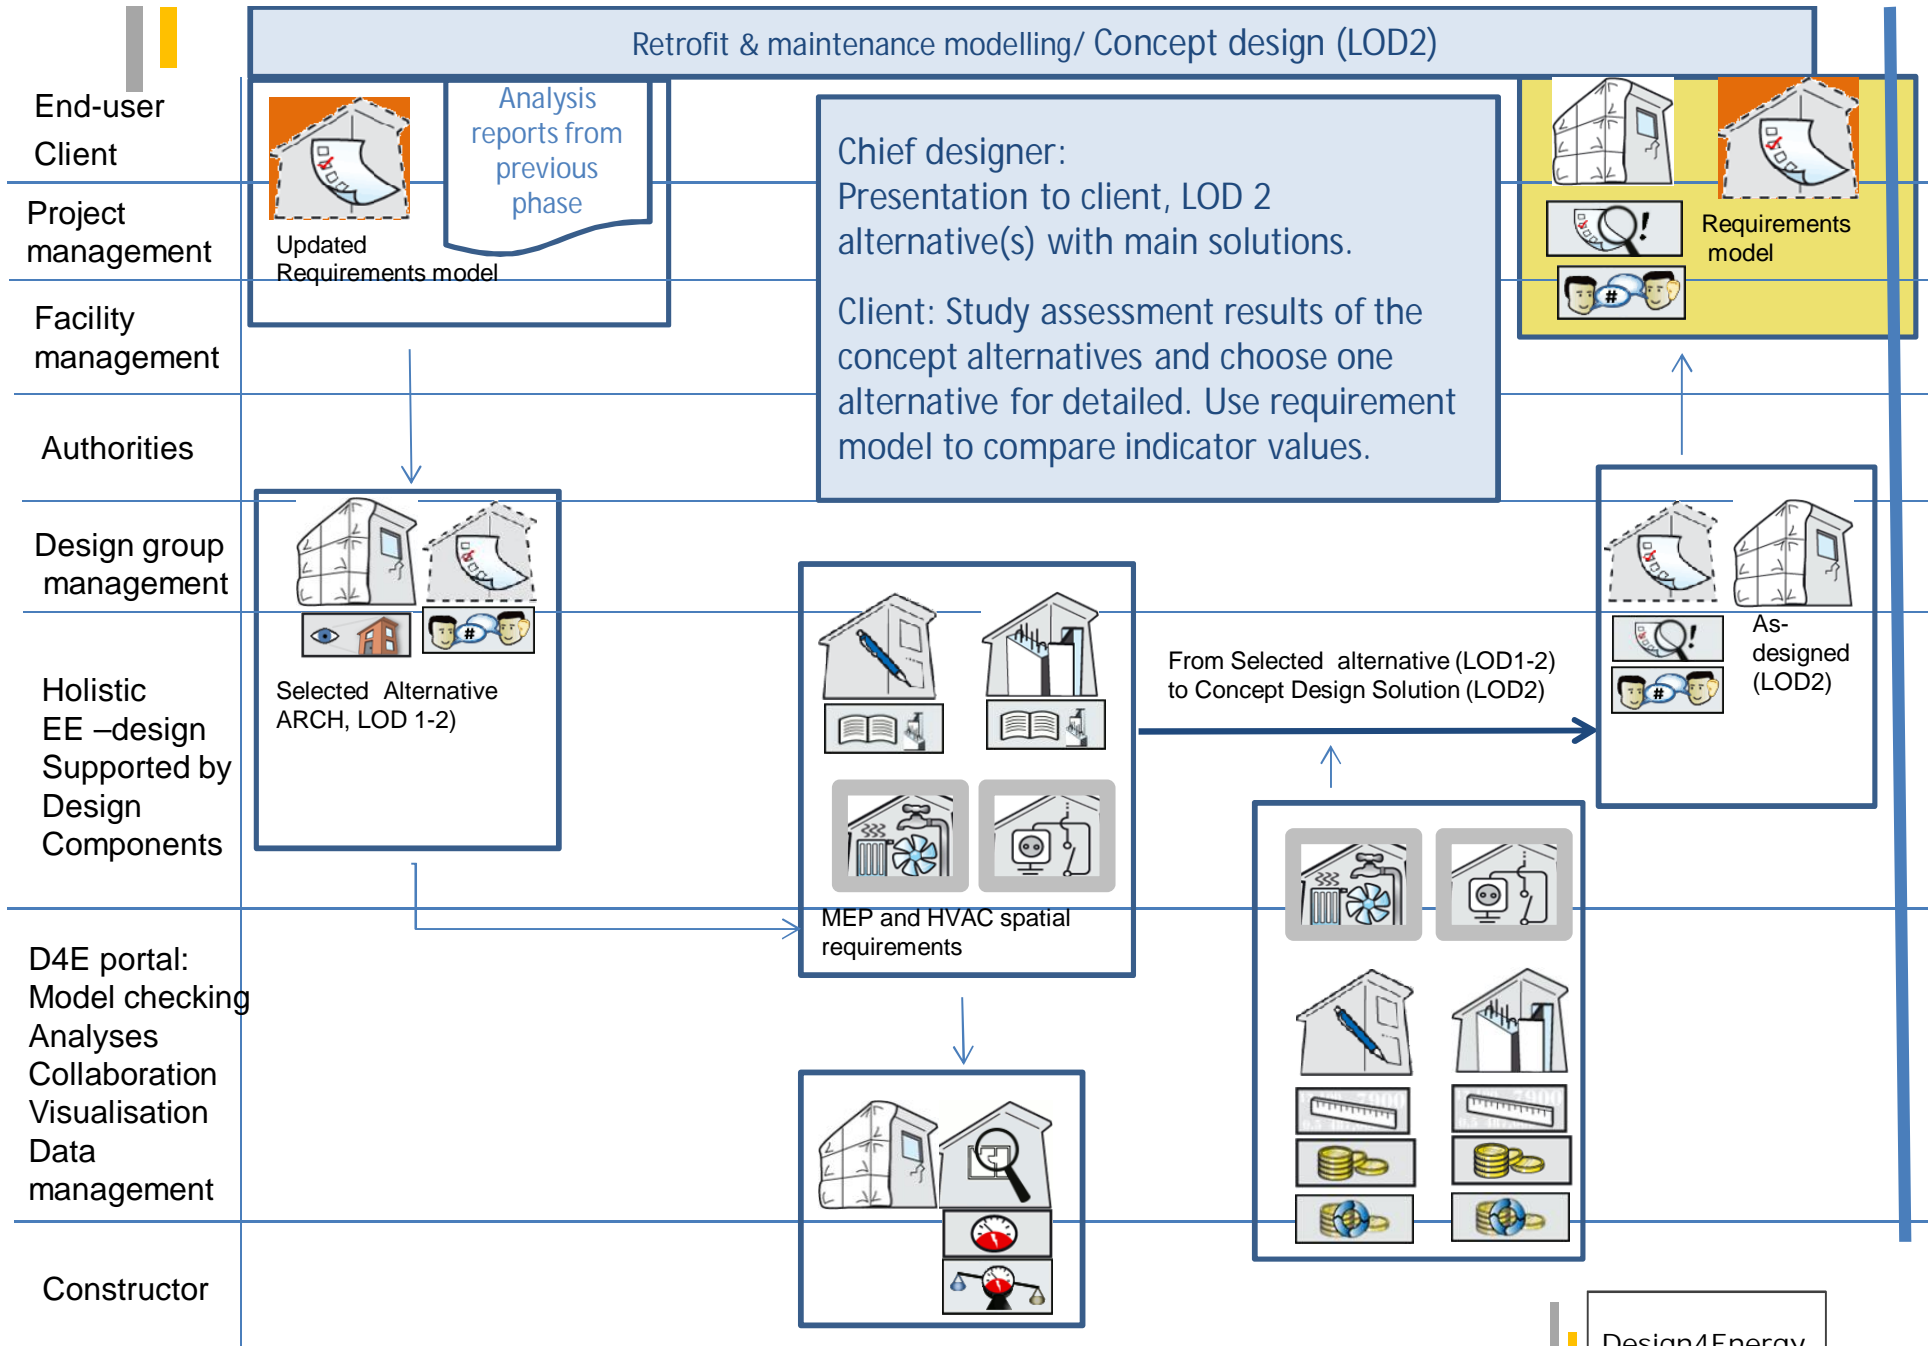 Retrofit & maintenance modelling/ Concept design (LOD2)
End-user
Client
Project
management
Facility
management
Authorities
Design group
management
Holistic
EE –design
Supported by
Design
Components
D4E portal:
Model checking
Analyses
Collaboration
Visualisation
Data
management
Constructor
Updated
Requirements model
Analysis
reports from
previous
phase
Chief designer:
Presentation to client, LOD 2
alternative(s) with main solutions.
Client: Study assessment results of the
concept alternatives and choose one
alternative for detailed. Use requirement
model to compare indicator values.
!
Requirements
model
#
#
Selected Alternative
ARCH, LOD 1-2)
MEP and HVAC spatial
requirements
From Selected alternative (LOD1-2)
to Concept Design Solution (LOD2)
!
#
As-
designed
(LOD2)
7900
7900
Design4Energy